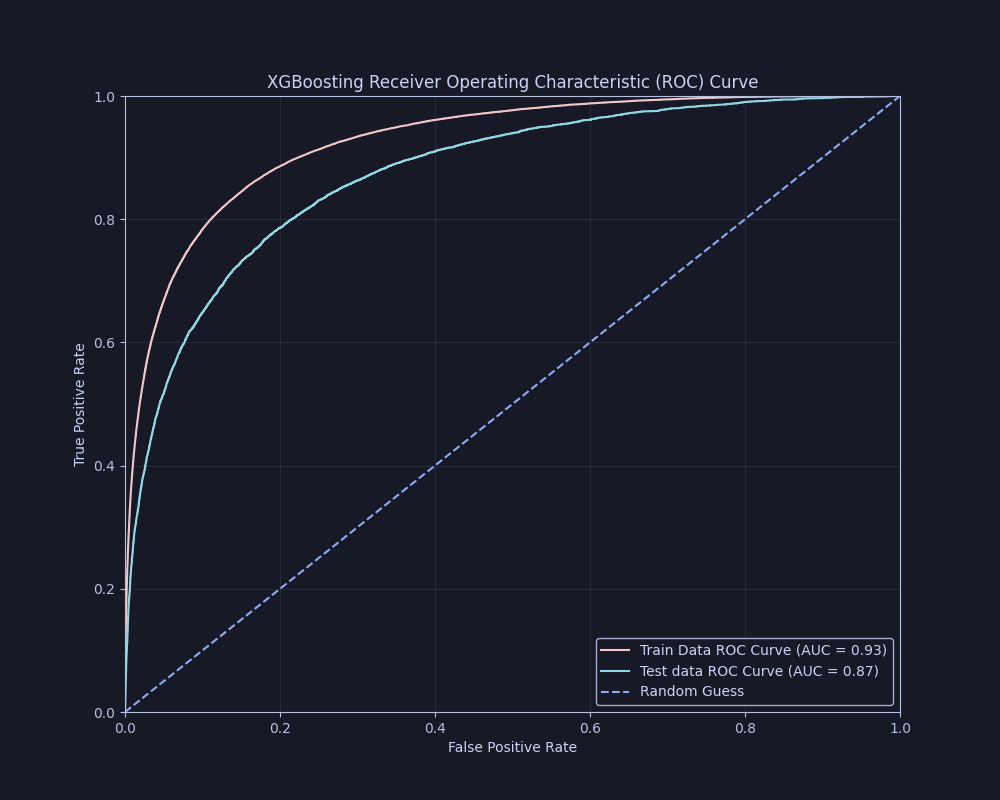 XGBoosting Receiver Operating Characteristic (ROC) Curve
1.0
0.8
0.6
0.4
0.2
0.0
True Positive Rate
Train Data ROC Curve (AUC = 0.93)
Test data ROC Curve (AUC = 0.87)
Random Guess
0.0 0.2 0.4 0.6 0.8 1.0
False Positive Rate